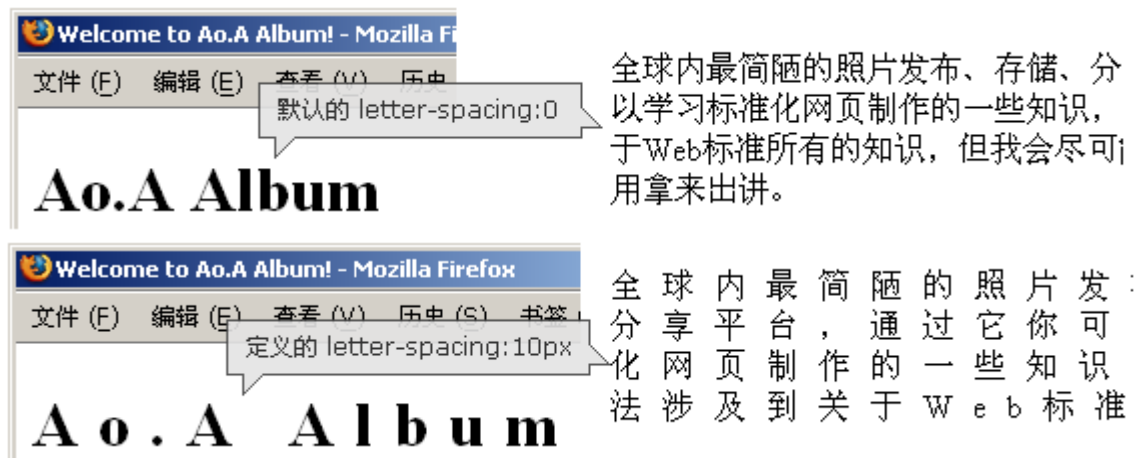 Welcome to Ao.A Album! - Mozilla Fi
文件 (F) 编辑 (E) 查看 (V) 历史
默认的 letter-spacing:0
Ao.A Album
全球内最简陋的照片发布、存储、分
以学习标准化网页制作的一些知识，
于Web标准所有的知识，但我会尽可
用拿来出讲。
Welcome to Ao.A Album! - Mozilla Firefox
文件 (F) 编辑 (E) 查看 (V) 历史 (S) 书签
定义的 letter-spacing:10px
Ao.A Album
全球内最简陋的照片发
分享平台，通过它你可
化网页制作的一些知识
法涉及到关于Web标准